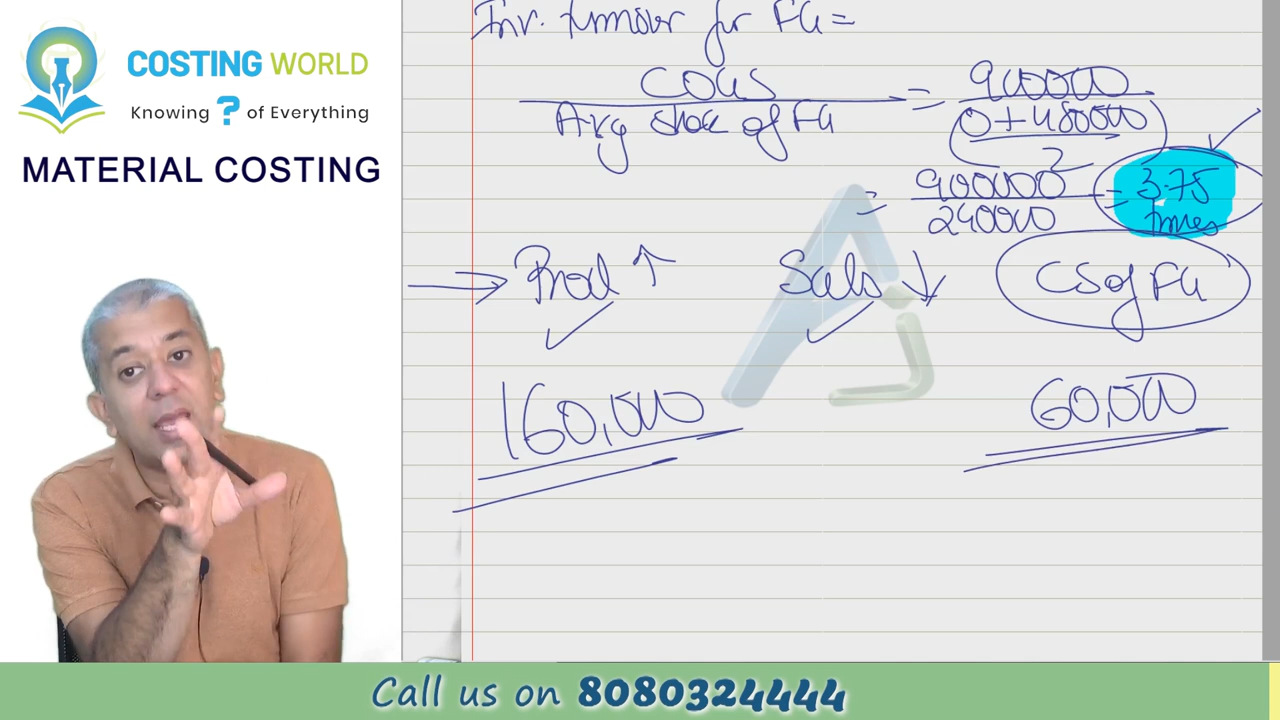 COSTING WORLD
Knowing ? of Everything
MATERIAL COSTING
Inv. turnover for FG =
COGS = 900000
Avg stock of FG (0+480000)
2
= 900000 = 3.75
240000 times
→ Prod ↑ Sales ↓ CS of FG
160,000 60,000
Call us on 8080324444